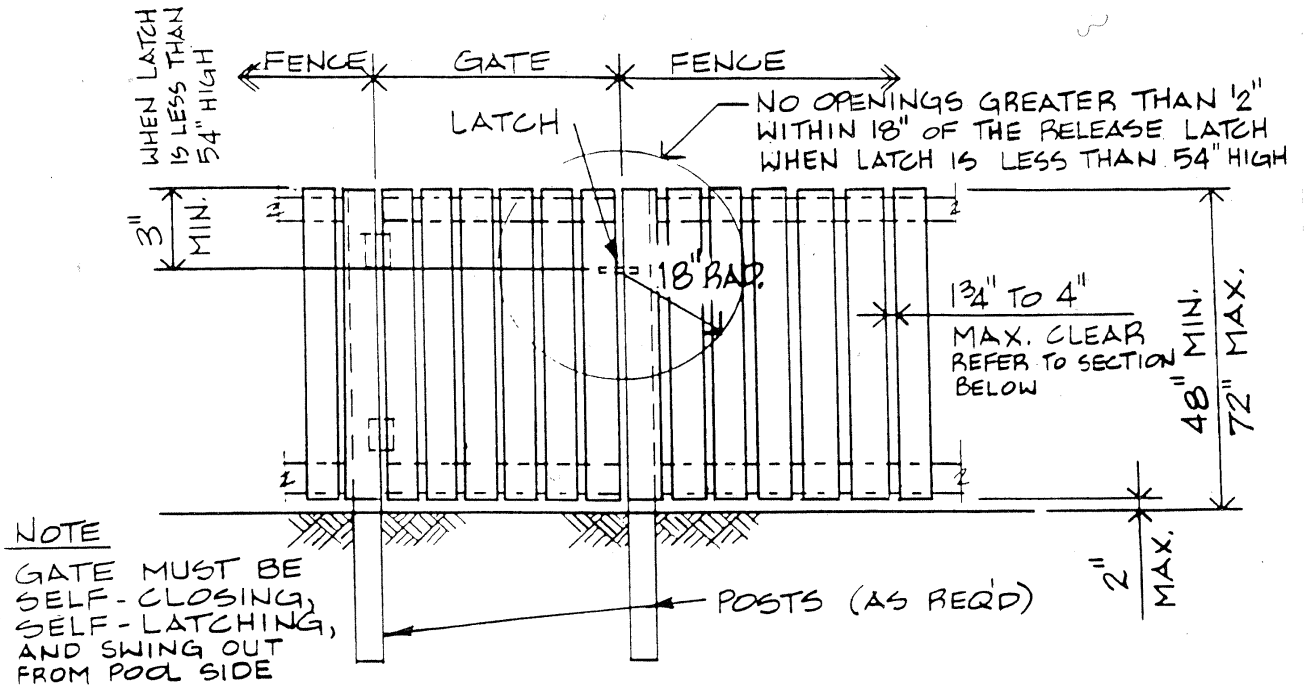 WHEN LATCH
IS LESS THAN
54" HIGH
FENCE
GATE
FENCE
LATCH
NO OPENINGS GREATER THAN 1/2"
WITHIN 18" OF THE RELEASE LATCH
WHEN LATCH IS LESS THAN 54" HIGH
3"
MIN.
18" RAD.
1 3/4" TO 4"
MAX. CLEAR
REFER TO SECTION
BELOW
48" MIN.
72" MAX.
2"
MAX.
NOTE
GATE MUST BE
SELF-CLOSING,
SELF-LATCHING,
AND SWING OUT
FROM POOL SIDE
POSTS (AS REQ'D)